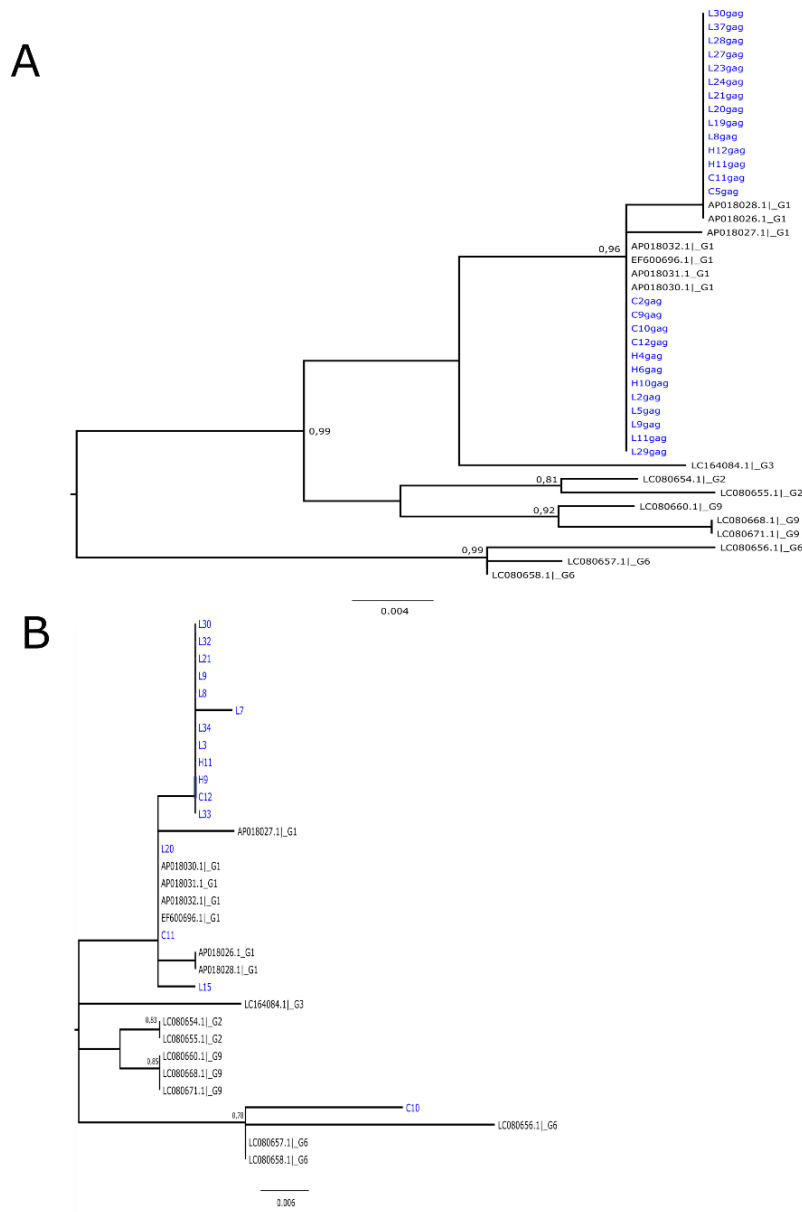 A
L30gag
L37gag
L28gag
L27gag
L23gag
L24gag
L21gag
L20gag
L19gag
L8gag
H12gag
H11gag
C11gag
C5gag
AP018028.1|_G1
AP018026.1_G1
AP018027.1|_G1
0,96
AP018032.1|_G1
EF600696.1|_G1
AP018031.1_G1
AP018030.1|_G1
C2gag
C9gag
C10gag
C12gag
H4gag
H6gag
H10gag
L2gag
L5gag
L9gag
L11gag
L29gag
0,99
LC164084.1|_G3
0,81
LC080654.1|_G2
LC080655.1|_G2
0,92
LC080660.1|_G9
LC080668.1|_G9
LC080671.1|_G9
0,99
LC080656.1|_G6
LC080657.1|_G6
LC080658.1|_G6
0.004
B
L30
L32
L21
L9
L8
L7
L34
L3
H11
H9
C12
L33
AP018027.1|_G1
L20
AP018030.1|_G1
AP018031.1_G1
AP018032.1|_G1
EF600696.1|_G1
C11
AP018026.1_G1
AP018028.1|_G1
L15
LC164084.1|_G3
LC080654.1|_G2
LC080655.1|_G2
LC080660.1|_G9
0,85
LC080668.1|_G9
LC080671.1|_G9
C10
0,78
LC080656.1|_G6
LC080657.1|_G6
LC080658.1|_G6
0.006